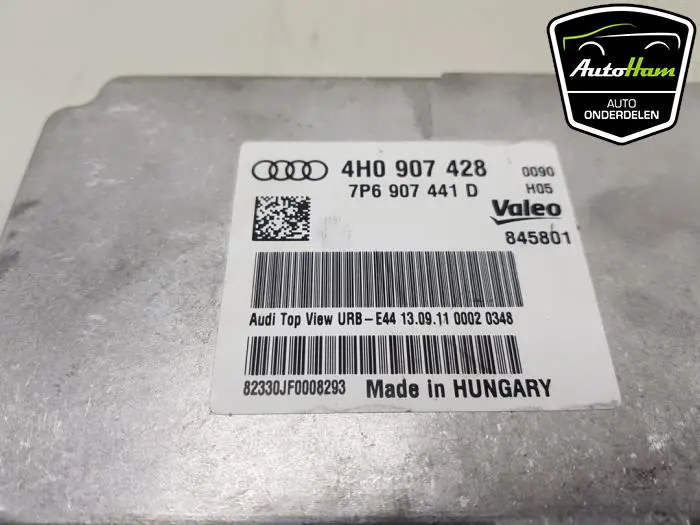 AutoHam
AUTO
ONDERDELEN
4H0 907 428
0090
7P6 907 441 D
H05
Valeo
845801
Audi Top View URB-E44 13.09.11 0002 0348
82330JF0008293
Made in HUNGARY